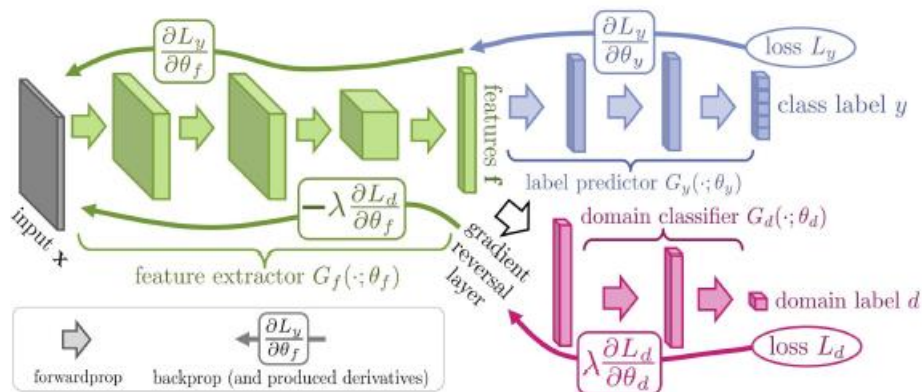 ∂L_y/∂θ_f
∂L_y/∂θ_y
loss L_y
features f
class label y
label predictor G_y(·;θ_y)
input x
−λ ∂L_d/∂θ_f
feature extractor G_f(·;θ_f)
gradient
reversal
layer
domain classifier G_d(·;θ_d)
domain label d
λ ∂L_d/∂θ_d
loss L_d
forwardprop
∂L_y/∂θ_f
backprop (and produced derivatives)